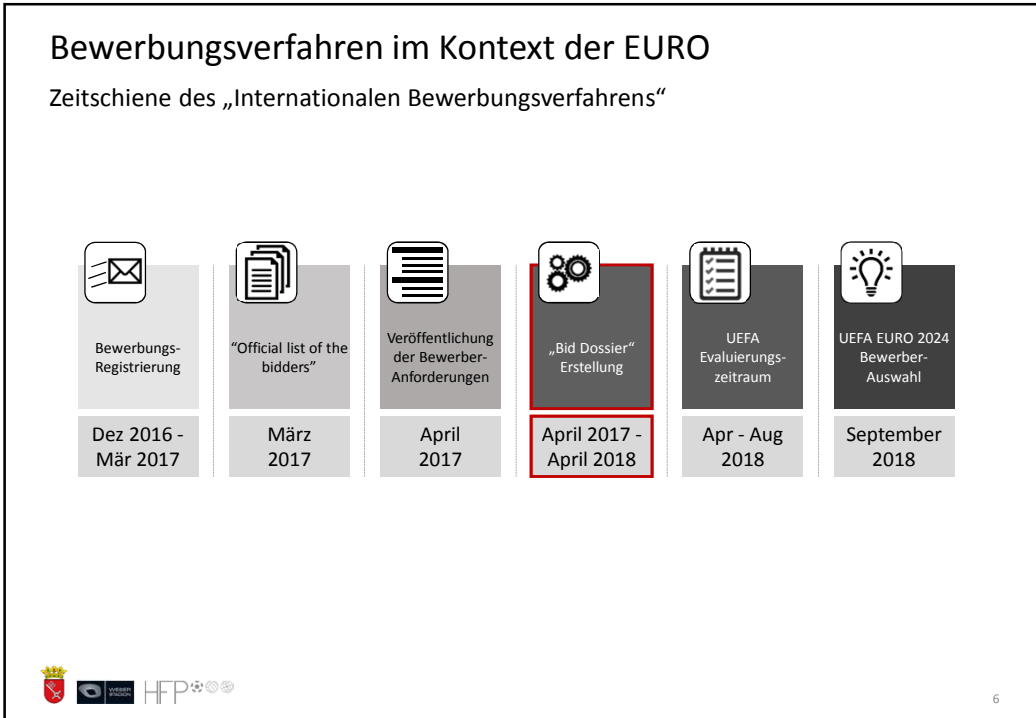 Bewerbungsverfahren im Kontext der EURO
Zeitschiene des „Internationalen Bewerbungsverfahrens“
Bewerbungs-
Registrierung
“Official list of the
bidders”
Veröffentlichung
der Bewerber-
Anforderungen
„Bid Dossier“
Erstellung
UEFA
Evaluierungs-
zeitraum
UEFA EURO 2024
Bewerber-
Auswahl
Dez 2016 -
Mär 2017
März
2017
April
2017
April 2017 -
April 2018
Apr - Aug
2018
September
2018
WESER
STADION
HFP
6